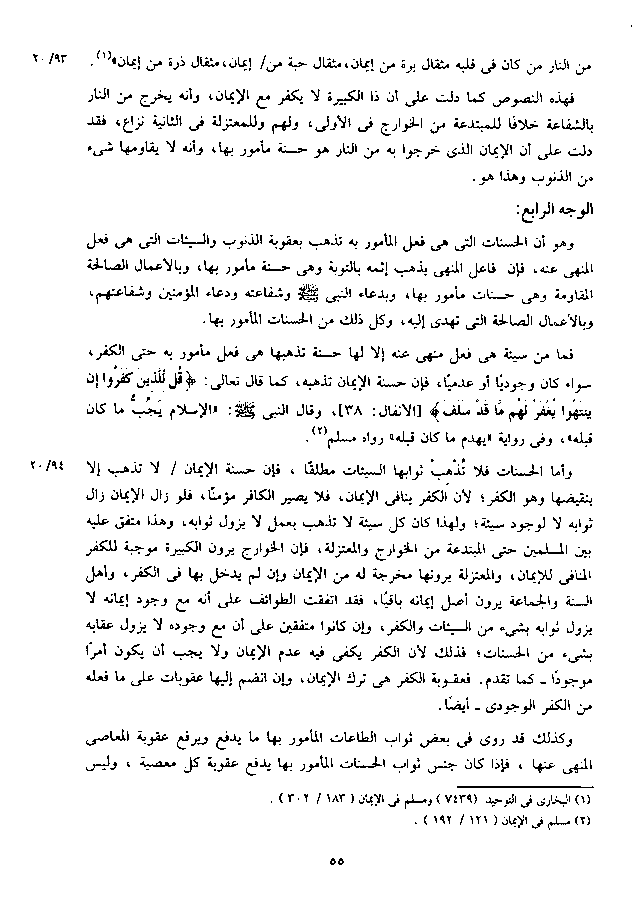 ٢٠/٩٣
من النار من كان فى قلبه مثقال برة من إيمان، مثقال حبة من/ إيمان، مثقال ذرة من إيمان»(١).
فهذه النصوص كما دلت على أن ذا الكبيرة لا يكفر مع الإيمان، وأنه يخرج من النار
بالشفاعة خلافًا للمبتدعة من الخوارج فى الأولى، ولهم وللمعتزلة فى الثانية نزاع، فقد
دلت على أن الإيمان الذى خرجوا به من النار هو حسنة مأمور بها، وأنه لا يقاومها شىء
من الذنوب وهذا هو.
الوجه الرابع:
وهو أن الحسنات التى هى فعل المأمور به تذهب بعقوبة الذنوب والسيئات التى هى فعل
المنهى عنه، فإن فاعل المنهى يذهب إثمه بالتوبة وهى حسنة مأمور بها، وبالأعمال الصالحة
المقاومة وهى حسنات مأمور بها، وبدعاء النبى ﷺ وشفاعته ودعاء المؤمنين وشفاعتهم،
وبالأعمال الصالحة التى تهدى إليه، وكل ذلك من الحسنات المأمور بها.
فما من سيئة هى فعل منهى عنه إلا لها حسنة تذهبها هى فعل مأمور به حتى الكفر،
سواء كان وجوديًا أو عدميًا، فإن حسنة الإيمان تذهبه، كما قال تعالى: ﴿قُل لِّلَّذِينَ كَفَرُوا إِن
يَنتَهُوا يُغْفَرْ لَهُم مَّا قَدْ سَلَفَ﴾ [الأنفال: ٣٨]، وقال النبى ﷺ: «الإسلام يَجُبُّ ما كان
قبله»، وفى رواية «يهدم ما كان قبله» رواه مسلم(٢).
٢٠/٩٤
وأما الحسنات فلا تُذْهِبُ ثوابها السيئات مطلقًا ، فإن حسنة الإيمان / لا تذهب إلا
بنقيضها وهو الكفر؛ لأن الكفر ينافى الإيمان، فلا يصير الكافر مؤمنًا، فلو زال الإيمان زال
ثوابه لا لوجود سيئة؛ ولهذا كان كل سيئة لا تذهب بعمل لا يزول ثوابه، وهذا متفق عليه
بين المسلمين حتى المبتدعة من الخوارج والمعتزلة، فإن الخوارج يرون الكبيرة موجبة للكفر
المنافى للإيمان، والمعتزلة يرونها مخرجة له من الإيمان وإن لم يدخل بها فى الكفر، وأهل
السنة والجماعة يرون أصل إيمانه باقيًا، فقد اتفقت الطوائف على أنه مع وجود إيمانه لا
يزول ثوابه بشىء من السيئات والكفر، وإن كانوا متفقين على أن مع وجوده لا يزول عقابه
بشىء من الحسنات؛ فذلك لأن الكفر يكفى فيه عدم الإيمان ولا يجب أن يكون أمرًا
موجودًا ـ كما تقدم. فعقوبة الكفر هى ترك الإيمان، وإن انضم إليها عقوبات على ما فعله
من الكفر الوجودى ـ أيضًا.
وكذلك قد روى فى بعض ثواب الطاعات المأمور بها ما يدفع ويرفع عقوبة المعاصى
المنهى عنها ، فإذا كان جنس ثواب الحسنات المأمور بها يدفع عقوبة كل معصية ، وليس
(١) البخارى فى التوحيد (٧٤٣٩) ومسلم فى الإيمان (١٨٣ / ٣٠٢) .
(٢) مسلم فى الإيمان (١٢١ / ١٩٢) .
٥٥